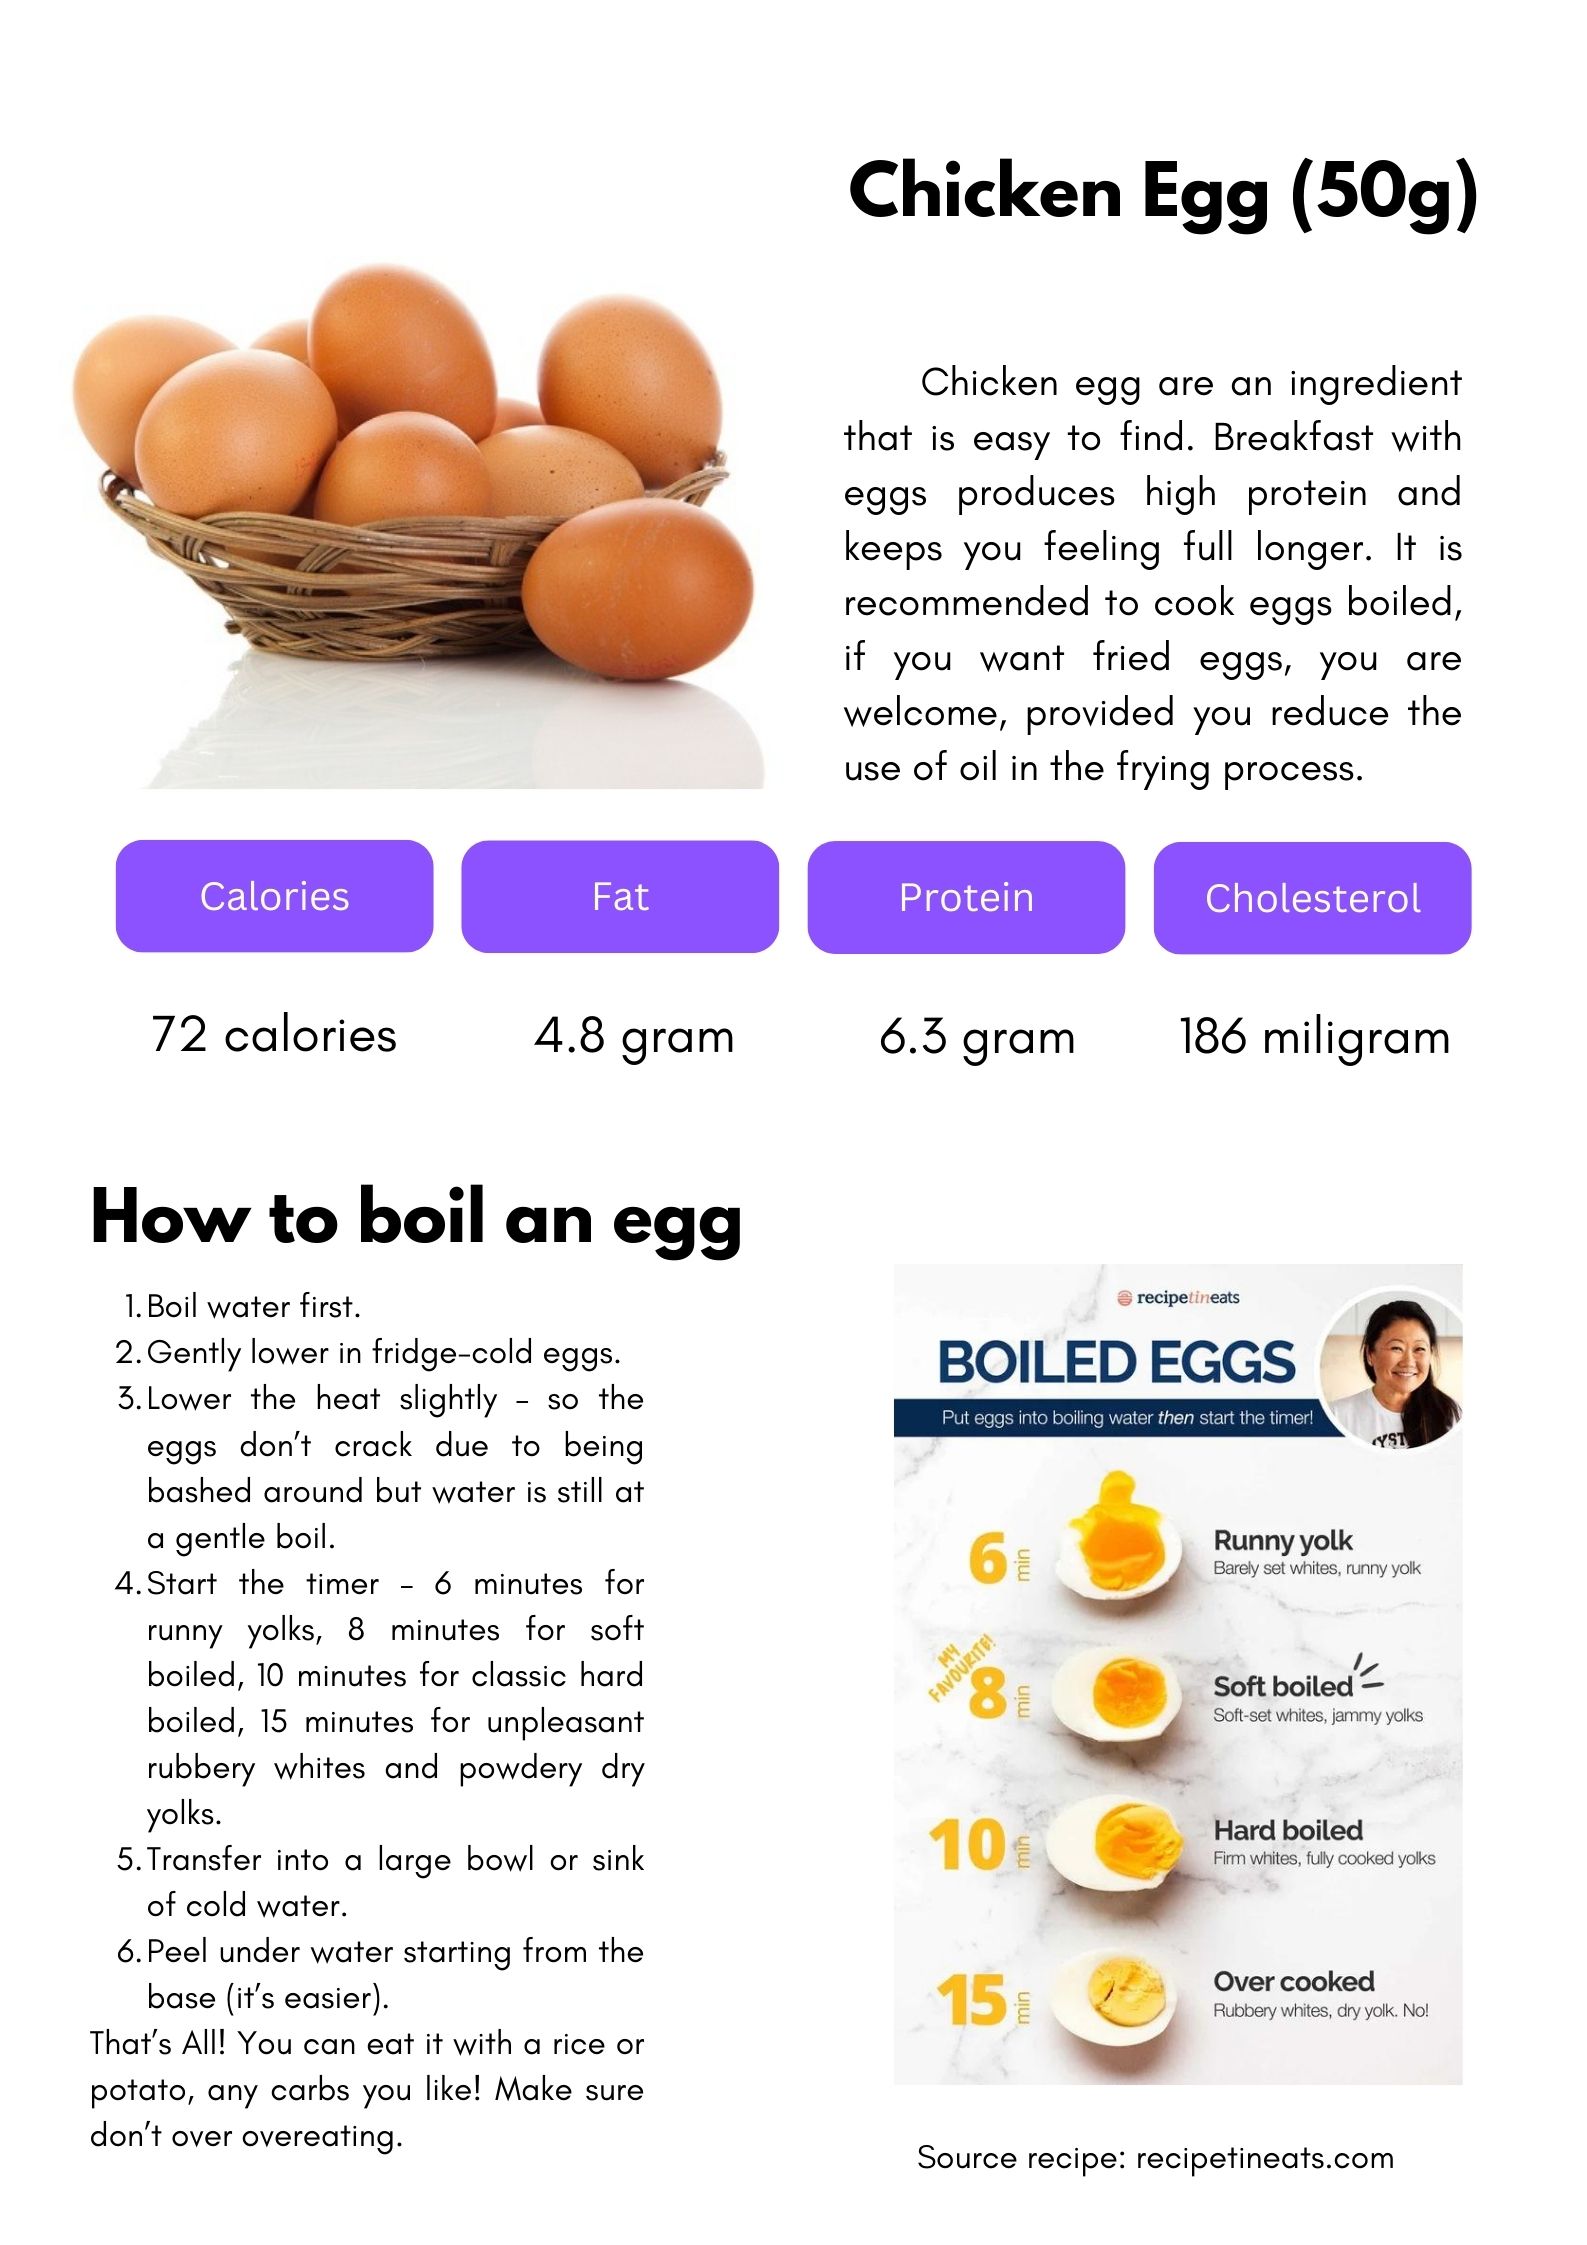 Chicken Egg (50g)
Chicken egg are an ingredient
that is easy to find. Breakfast with
eggs produces high protein and
keeps you feeling full longer. It is
recommended to cook eggs boiled,
if you want fried eggs, you are
welcome, provided you reduce the
use of oil in the frying process.
Calories
Fat
Protein
Cholesterol
72 calories
4.8 gram
6.3 gram
186 miligram
How to boil an egg
1. Boil water first.
2. Gently lower in fridge-cold eggs.
3. Lower the heat slightly – so the
eggs don't crack due to being
bashed around but water is still at
a gentle boil.
4. Start the timer – 6 minutes for
runny yolks, 8 minutes for soft
boiled, 10 minutes for classic hard
boiled, 15 minutes for unpleasant
rubbery whites and powdery dry
yolks.
5. Transfer into a large bowl or sink
of cold water.
6. Peel under water starting from the
base (it's easier).
That's All! You can eat it with a rice or
potato, any carbs you like! Make sure
don't over overeating.
recipetineats
BOILED EGGS
Put eggs into boiling water then start the timer!
YST
6 min
Runny yolk
Barely set whites, runny yolk
MY FAVOURITE!
8 min
Soft boiled
Soft-set whites, jammy yolks
10 min
Hard boiled
Firm whites, fully cooked yolks
15 min
Over cooked
Rubbery whites, dry yolk. No!
Source recipe: recipetineats.com